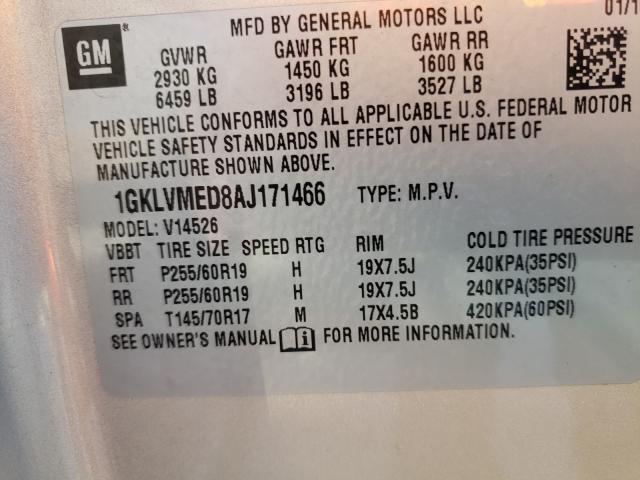 GM
MFD BY GENERAL MOTORS LLC 01/1
GVWR GAWR FRT GAWR RR
2930 KG 1450 KG 1600 KG
6459 LB 3196 LB 3527 LB
THIS VEHICLE CONFORMS TO ALL APPLICABLE U.S. FEDERAL MOTOR
VEHICLE SAFETY STANDARDS IN EFFECT ON THE DATE OF
MANUFACTURE SHOWN ABOVE.
1GKLVMED8AJ171466 TYPE: M.P.V.
MODEL: V14526
VBBT TIRE SIZE SPEED RTG RIM COLD TIRE PRESSURE
FRT P255/60R19 H 19X7.5J 240KPA(35PSI)
RR P255/60R19 H 19X7.5J 240KPA(35PSI)
SPA T145/70R17 M 17X4.5B 420KPA(60PSI)
SEE OWNER'S MANUAL FOR MORE INFORMATION.